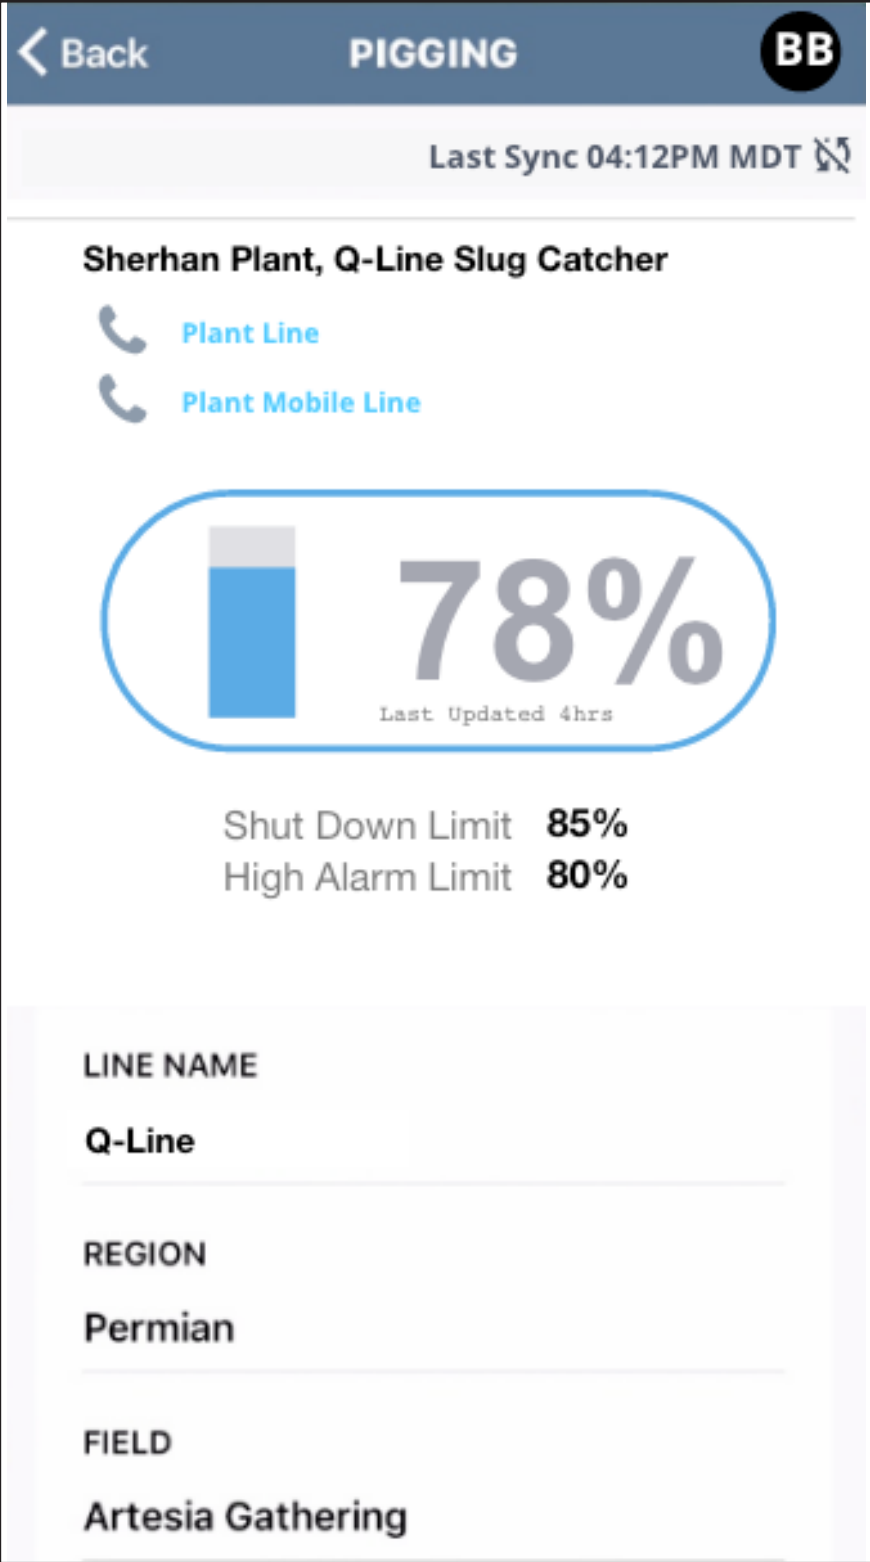 Back PIGGING BB
Last Sync 04:12PM MDT
Sherhan Plant, Q-Line Slug Catcher
Plant Line
Plant Mobile Line
78%
Last Updated 4hrs
Shut Down Limit 85%
High Alarm Limit 80%
LINE NAME
Q-Line
REGION
Permian
FIELD
Artesia Gathering